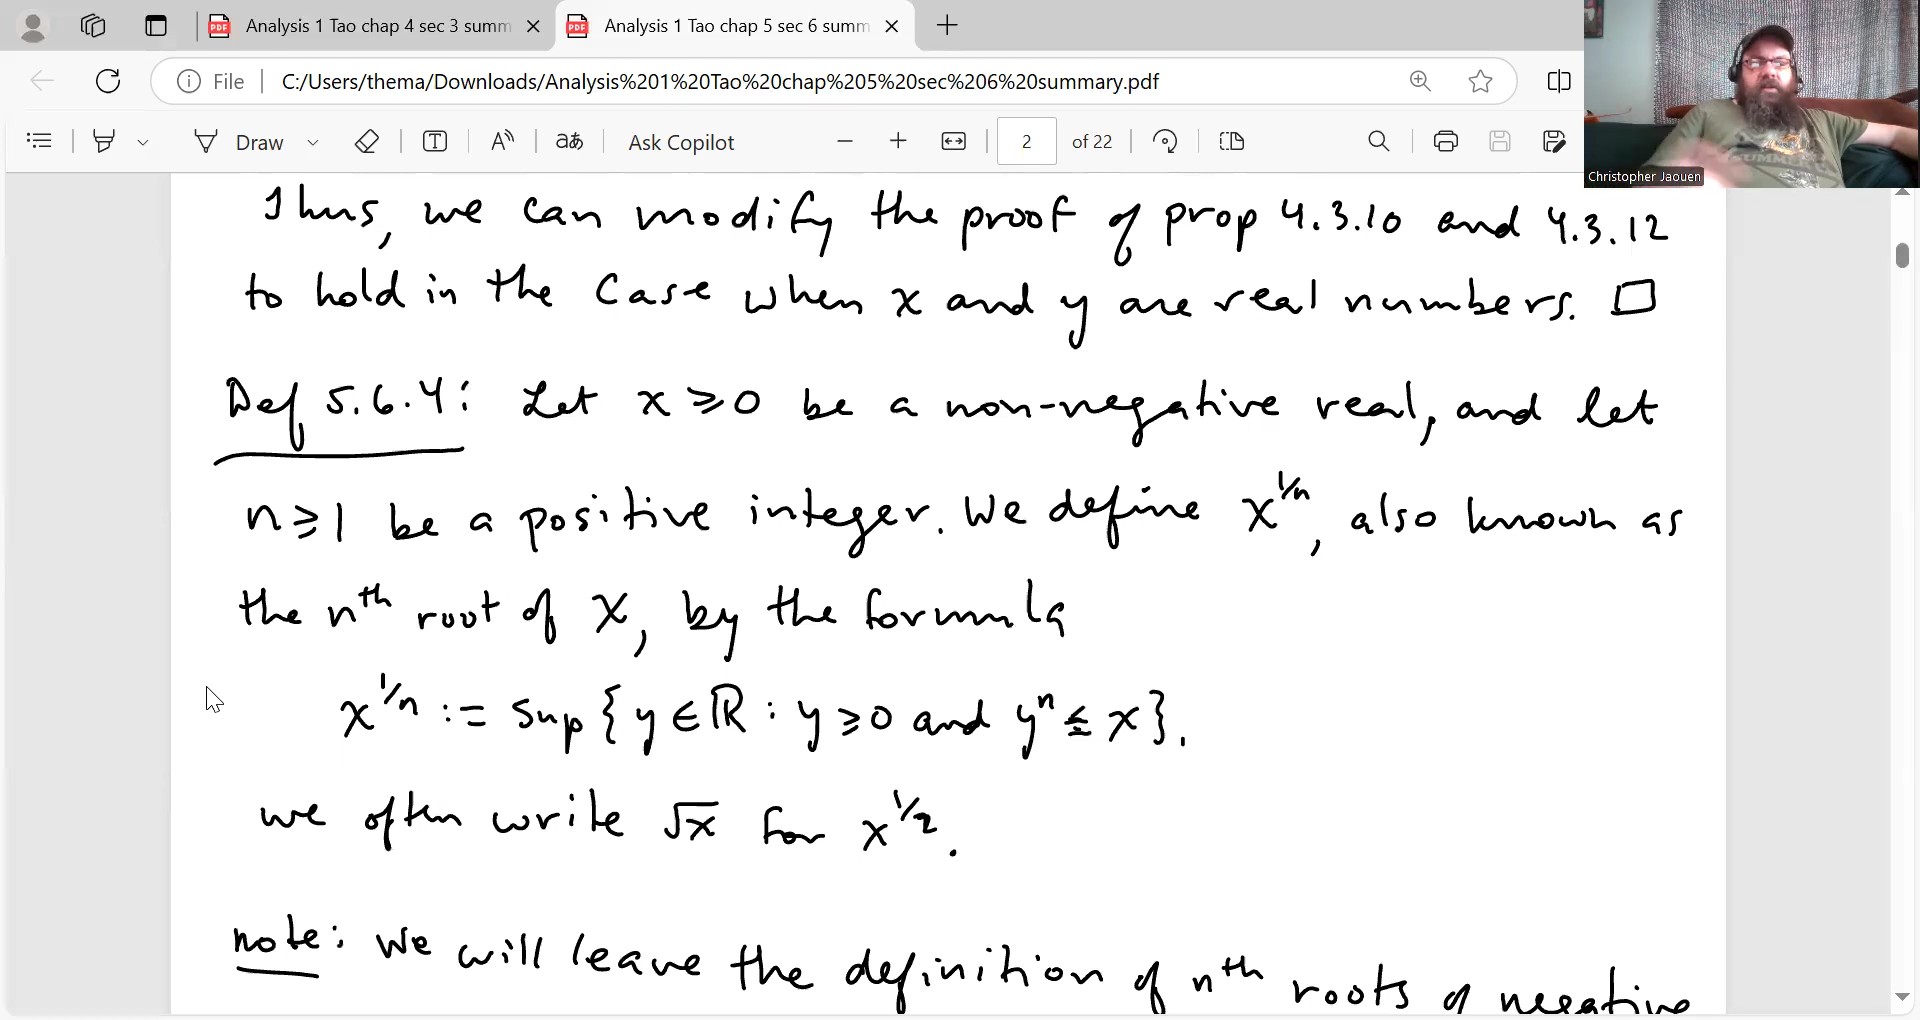 Analysis 1 Tao chap 4 sec 3 summ
Analysis 1 Tao chap 5 sec 6 summ
File
C:/Users/thema/Downloads/Analysis%201%20Tao%20chap%205%20sec%206%20summary.pdf
Draw
Ask Copilot
2
of 22
Christopher Jaouen
Thus, we can modify the proof of prop 4.3.10 and 4.3.12
to hold in the case when x and y are real numbers. □
Def 5.6.4: Let x ≥ 0 be a non-negative real, and let
n ≥ 1 be a positive integer. We define x^{1/n}, also known as
the n^{th} root of x, by the formula
x^{1/n} := sup{y ∈ ℝ : y ≥ 0 and y^n ≤ x}.
we often write √x for x^{1/2}.
note: We will leave the definition of n^{th} roots of negative